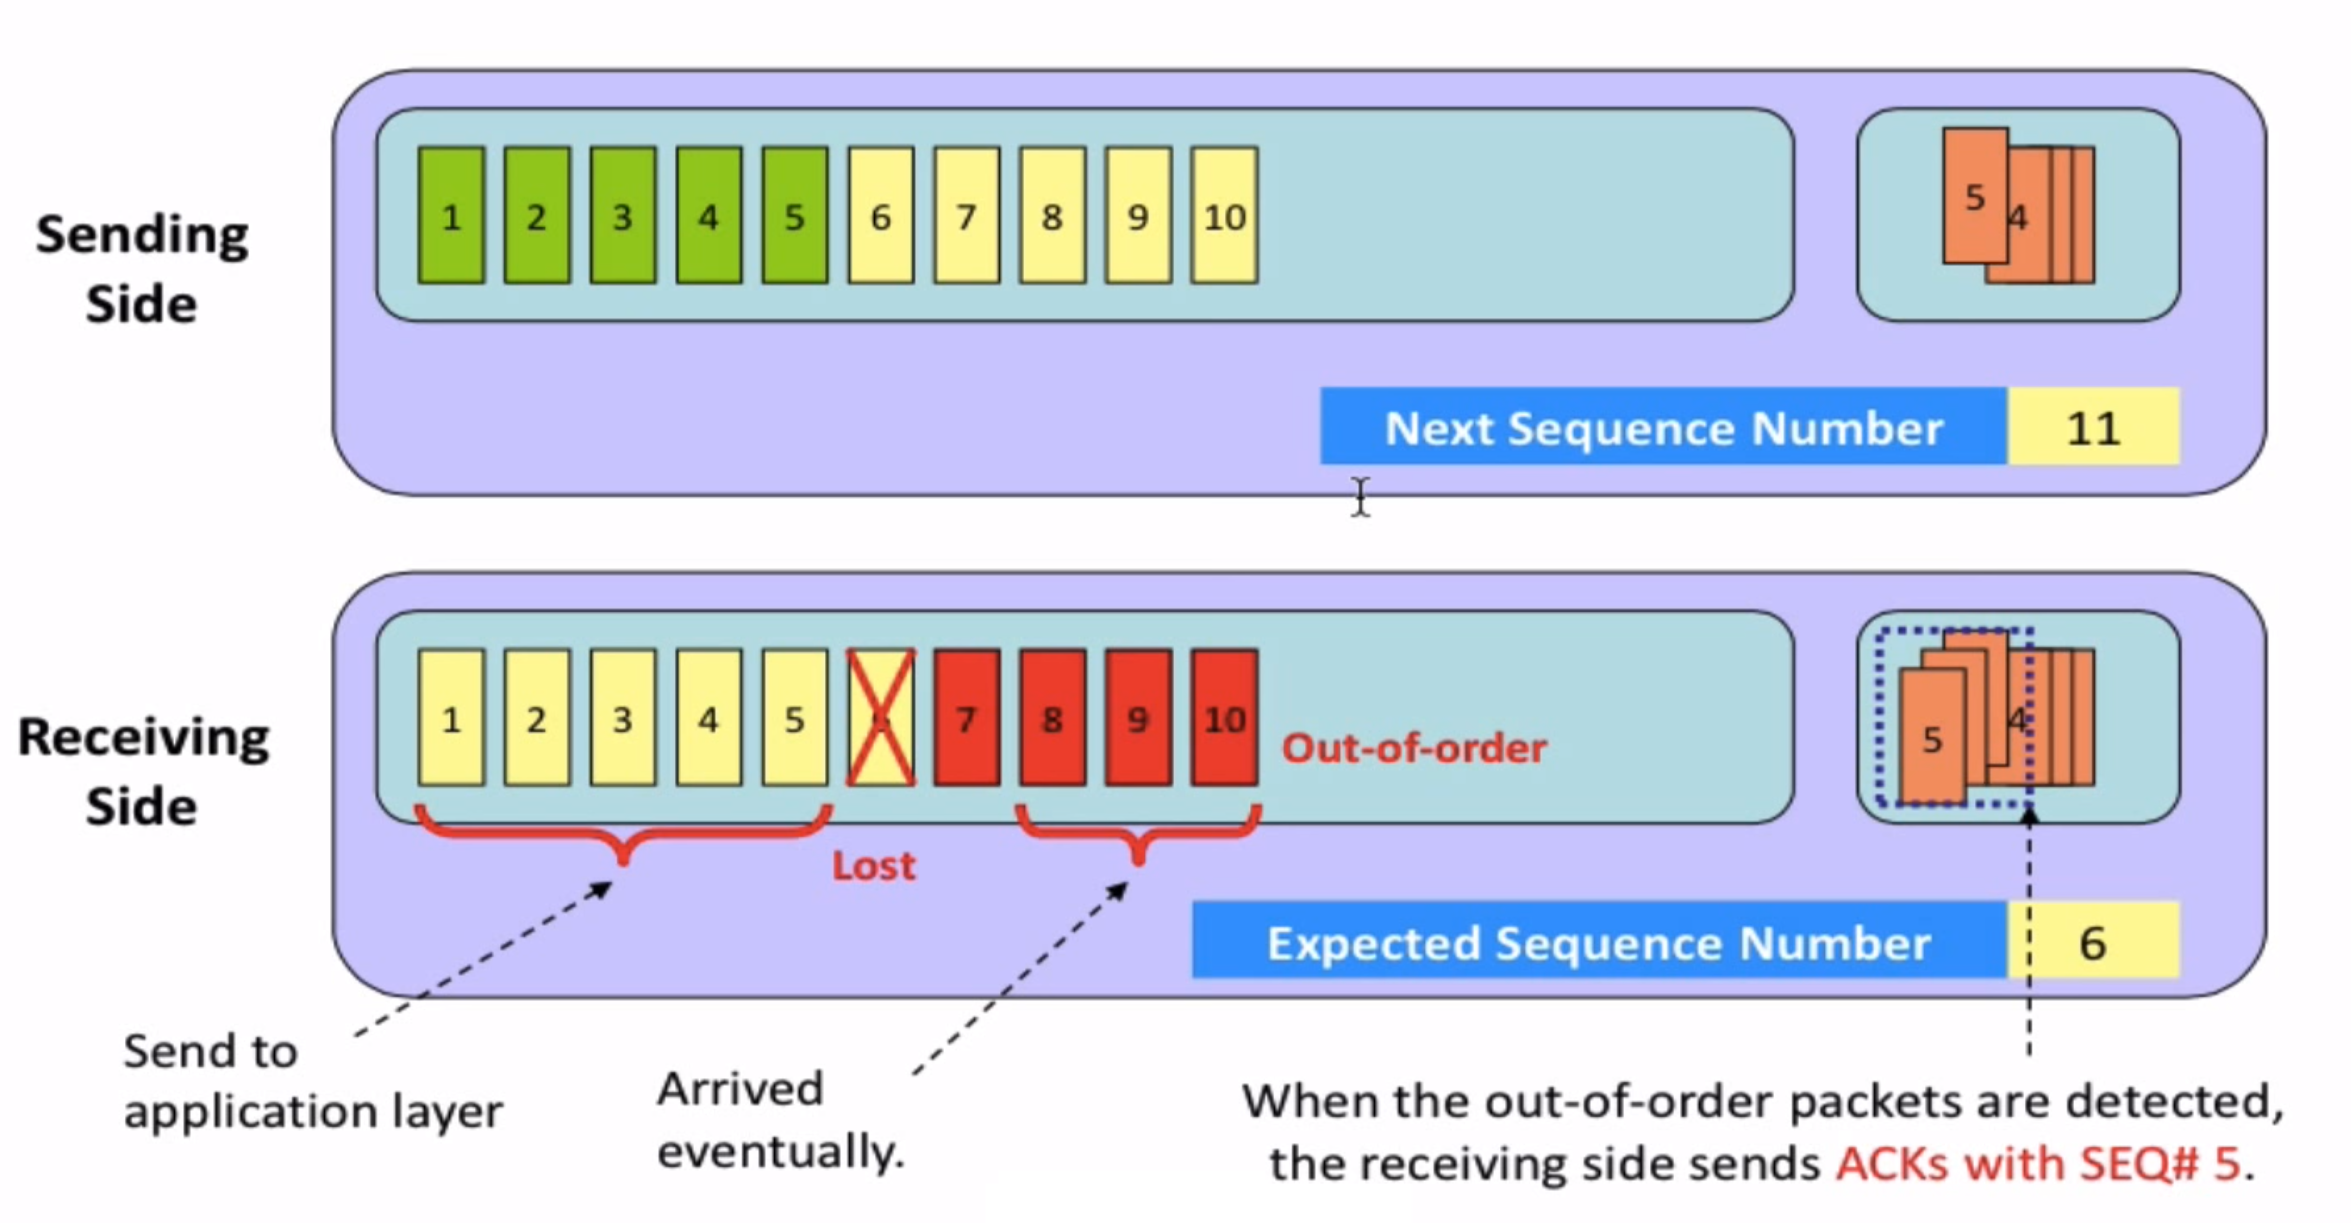 Sending
Side
1 2 3 4 5 6 7 8 9 10
5 4
Next Sequence Number 11
Receiving
Side
1 2 3 4 5 6 7 8 9 10
Out-of-order
5 4
Lost
Expected Sequence Number 6
Send to
application layer
Arrived
eventually.
When the out-of-order packets are detected,
the receiving side sends ACKs with SEQ# 5.